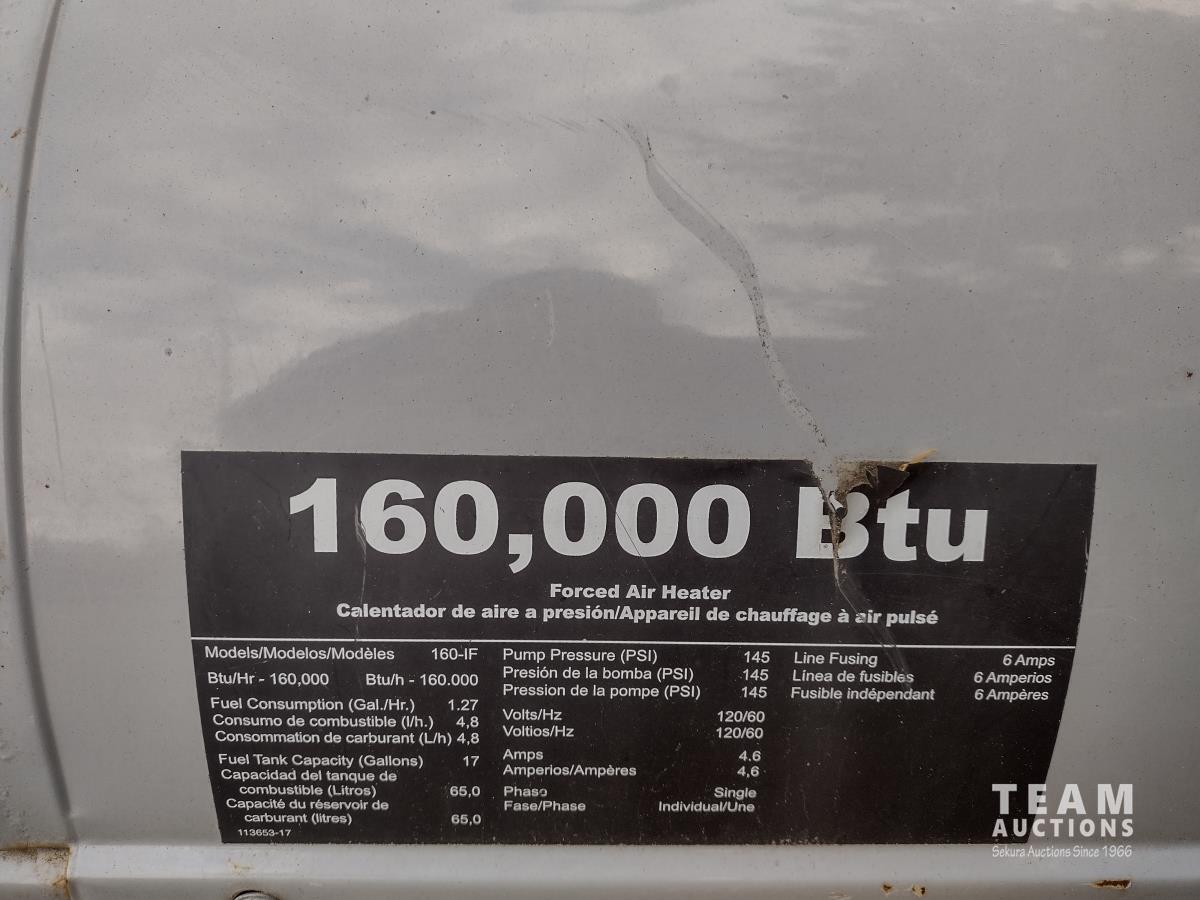 160,000 Btu
Forced Air Heater
Calentador de aire a presión/Appareil de chauffage à air pulsé
Models/Modelos/Modèles 160-IF
Btu/Hr - 160,000 Btu/h - 160.000
Fuel Consumption (Gal./Hr.) 1.27
Consumo de combustible (l/h.) 4,8
Consommation de carburant (L/h) 4,8
Fuel Tank Capacity (Gallons) 17
Capacidad del tanque de
combustible (Litros) 65,0
Capacité du réservoir de
carburant (litres) 65,0
113653-17
Pump Pressure (PSI) 145
Presión de la bomba (PSI) 145
Pression de la pompe (PSI) 145
Volts/Hz 120/60
Voltios/Hz 120/60
Amps 4.6
Amperios/Ampères 4,6
Phase Single
Fase/Phase Individual/Une
Line Fusing 6 Amps
Línea de fusibles 6 Amperios
Fusible indépendant 6 Ampères
TEAM
AUCTIONS
Sekura Auctions Since 1966